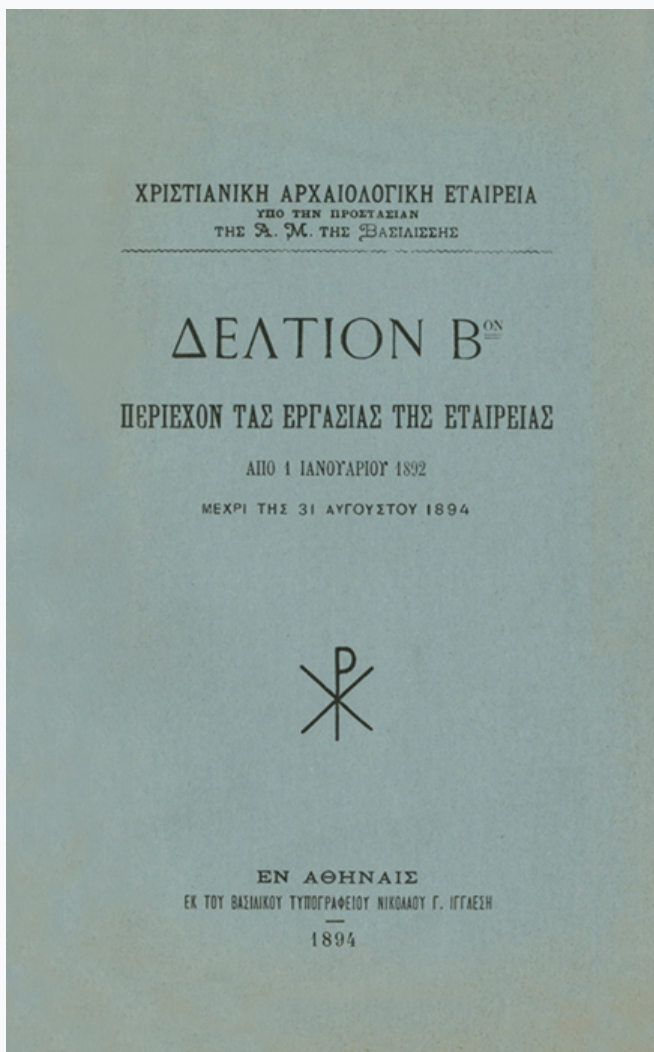 ΧΡΙΣΤΙΑΝΙΚΗ ΑΡΧΑΙΟΛΟΓΙΚΗ ΕΤΑΙΡΕΙΑ
ΥΠΟ ΤΗΝ ΠΡΟΣΤΑΣΙΑΝ
ΤΗΣ Α. Μ. ΤΗΣ ΒΑΣΙΛΙΣΣΗΣ
ΔΕΛΤΙΟΝ Βον
ΠΕΡΙΕΧΟΝ ΤΑΣ ΕΡΓΑΣΙΑΣ ΤΗΣ ΕΤΑΙΡΕΙΑΣ
ΑΠΟ 1 ΙΑΝΟΥΑΡΙΟΥ 1892
ΜΕΧΡΙ ΤΗΣ 31 ΑΥΓΟΥΣΤΟΥ 1894
ΕΝ ΑΘΗΝΑΙΣ
ΕΚ ΤΟΥ ΒΑΣΙΛΙΚΟΥ ΤΥΠΟΓΡΑΦΕΙΟΥ ΝΙΚΟΛΑΟΥ Γ. ΙΓΓΛΕΣΗ
1894